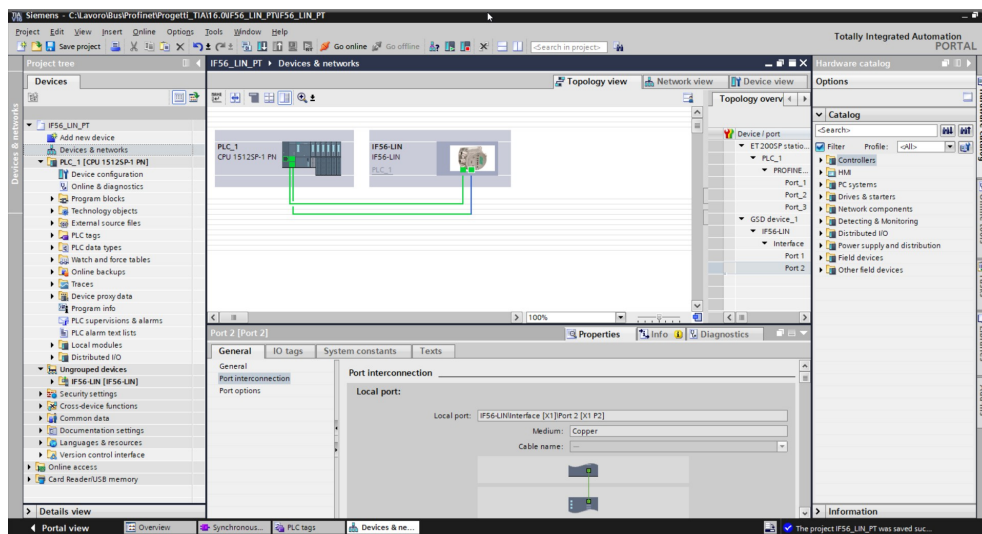 Siemens - C:\Lavoro\Bus\Profinet\Progetti_TIA\16.0\IF56_LIN_PT\IF56_LIN_PT
Project Edit View Insert Online Options Tools Window Help
Totally Integrated Automation
PORTAL
Save project
Go online
Go offline
<Search in project>
Project tree
IF56_LIN_PT ▸ Devices & networks
Hardware catalog
Devices
Topology view
Network view
Device view
Options
Topology overv
Devices & networks
IF56_LIN_PT
Add new device
Devices & networks
PLC_1 [CPU 1512SP-1 PN]
Device configuration
Online & diagnostics
Program blocks
Technology objects
External source files
PLC tags
PLC data types
Watch and force tables
Online backups
Traces
Device proxy data
Program info
PLC supervisions & alarms
PLC alarm text lists
Local modules
Distributed I/O
Ungrouped devices
IF56-LIN [IF56-LIN]
Security settings
Cross-device functions
Common data
Documentation settings
Languages & resources
Version control interface
Online access
Card Reader/USB memory
Details view
PLC_1
CPU 1512SP-1 PN
IF56-LIN
IF56-LIN
PLC_1
100%
Device / port
ET 200SP statio...
PLC_1
PROFINE...
Port_1
Port_2
Port_3
GSD device_1
IF56-LIN
Interface
Port 1
Port 2
Catalog
<Search>
Filter Profile: <All>
Controllers
HMI
PC systems
Drives & starters
Network components
Detecting & Monitoring
Distributed I/O
Power supply and distribution
Field devices
Other field devices
Information
Hardware catalog
Port 2 [Port 2]
Properties
Info
Diagnostics
General
IO tags
System constants
Texts
General
Port interconnection
Port options
Port interconnection
Local port:
Local port: IF56-LIN\Interface [X1]\Port 2 [X1 P2]
Medium: Copper
Cable name: ---
Portal view
Overview
Synchronous...
PLC tags
Devices & ne...
The project IF56_LIN_PT was saved suc...